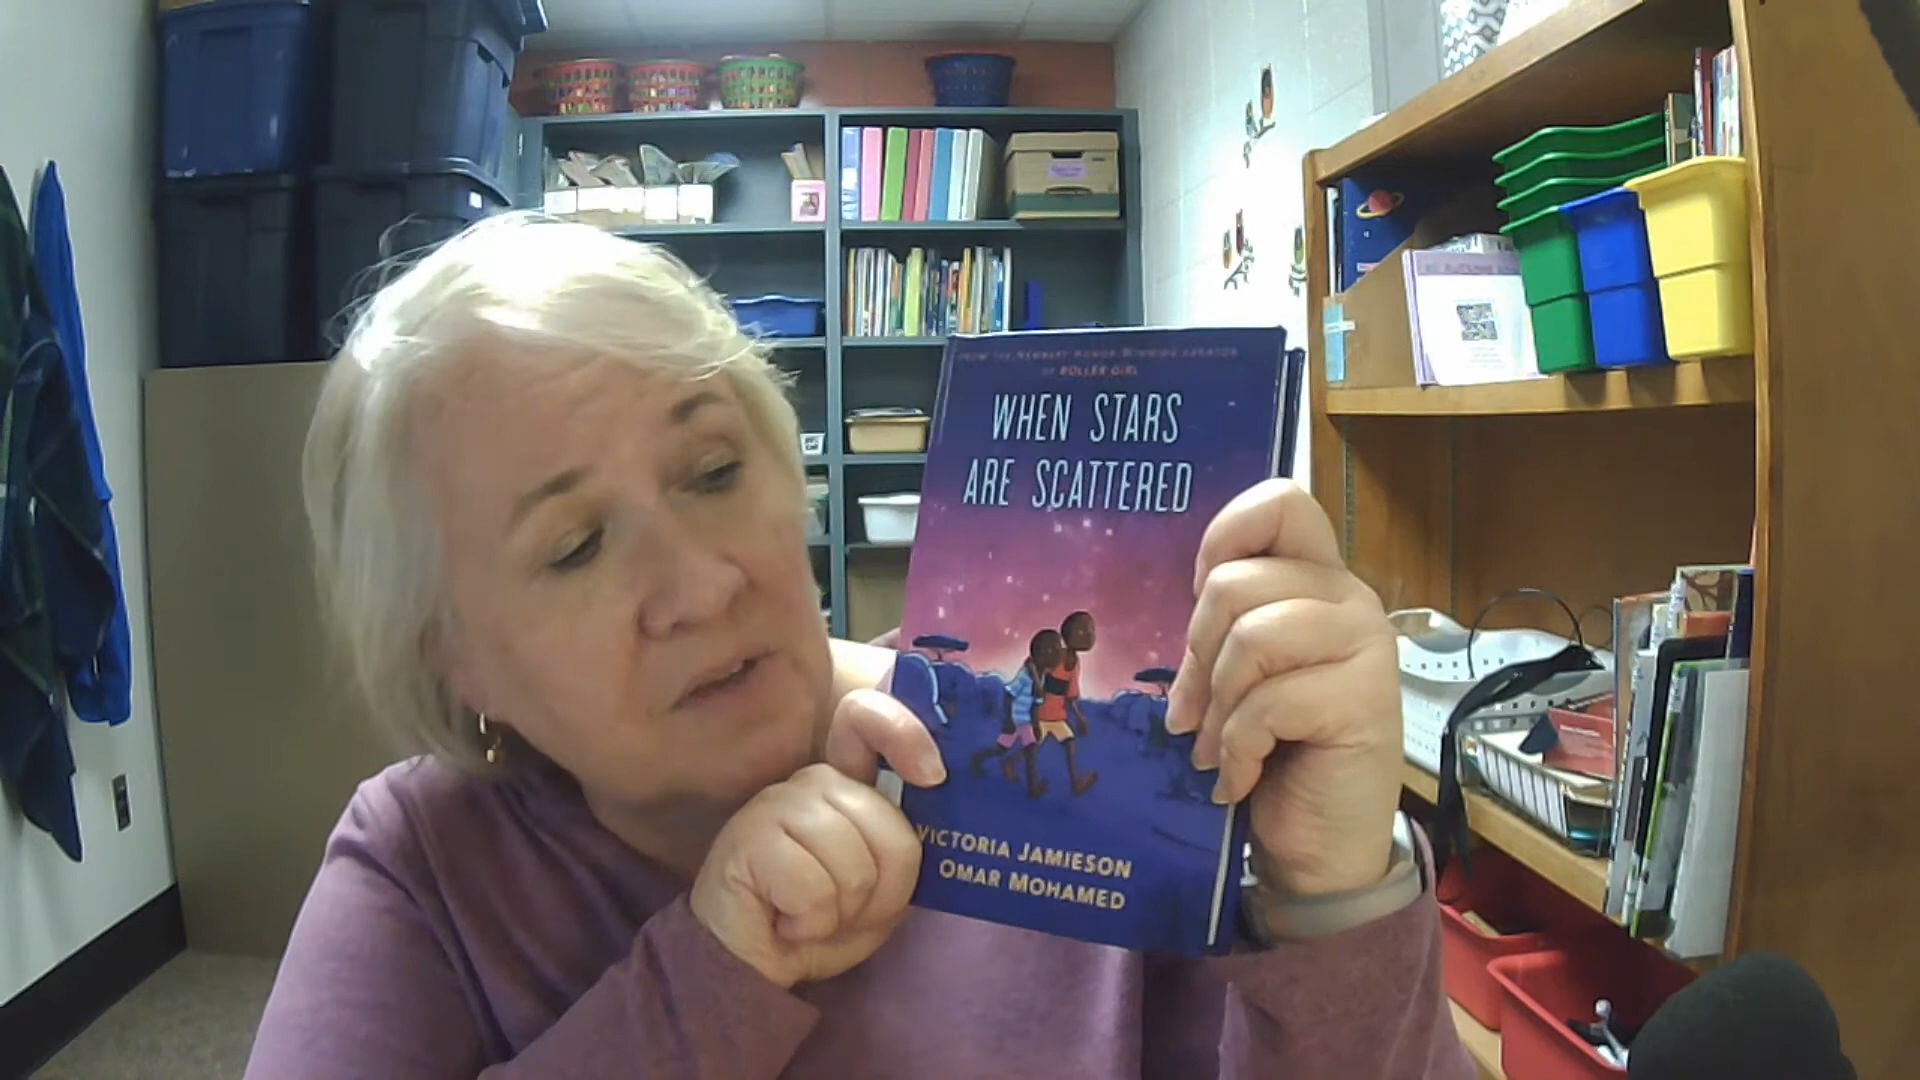 FROM THE NEWBERY HONOR-WINNING CREATOR
OF ROLLER GIRL
WHEN STARS
ARE SCATTERED
VICTORIA JAMIESON
OMAR MOHAMED